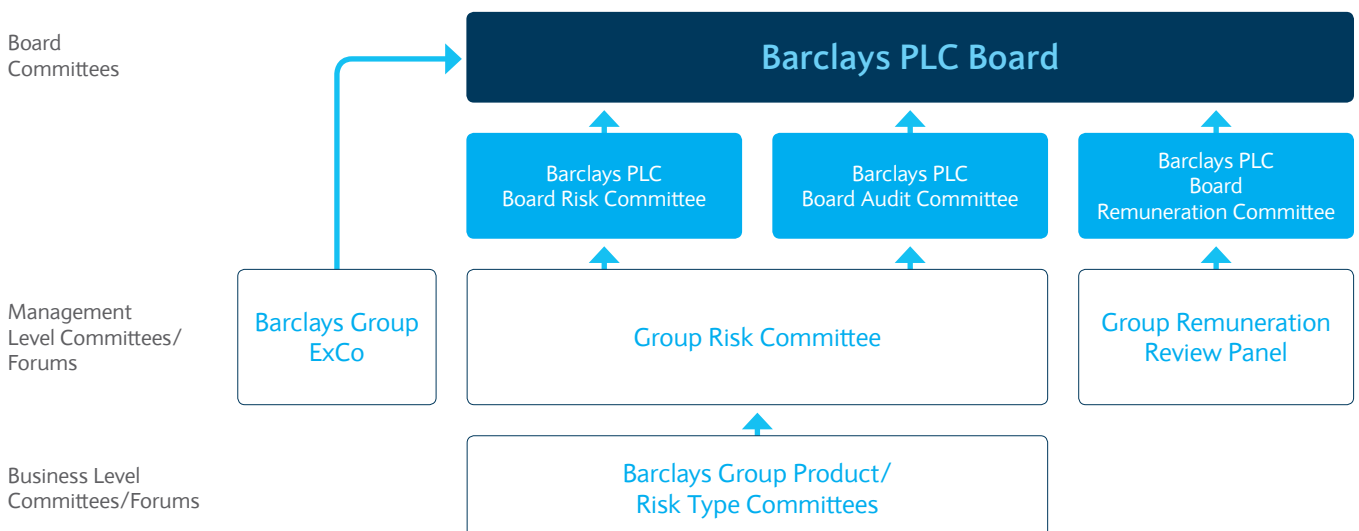 Board
Committees
Barclays PLC Board
Barclays PLC
Board Risk Committee
Barclays PLC
Board Audit Committee
Barclays PLC
Board
Remuneration Committee
Management
Level Committees/
Forums
Barclays Group
ExCo
Group Risk Committee
Group Remuneration
Review Panel
Business Level
Committees/Forums
Barclays Group Product/
Risk Type Committees